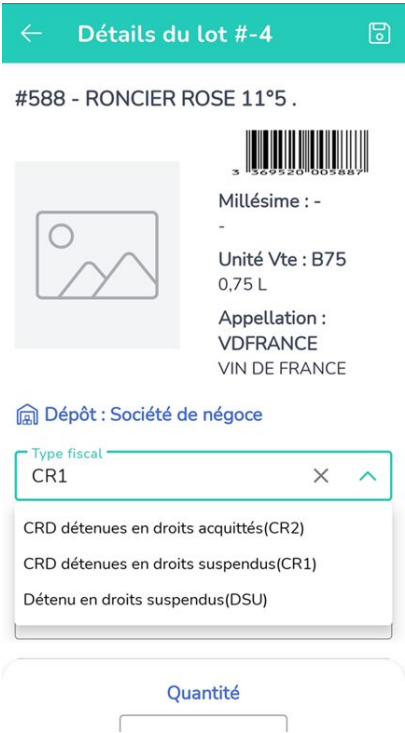 Détails du lot #-4
#588 - RONCIER ROSE 11°5 .
3 369520 005887
Millésime : -
-
Unité Vte : B75
0,75 L
Appellation :
VDFRANCE
VIN DE FRANCE
Dépôt : Société de négoce
Type fiscal
CR1
CRD détenues en droits acquittés(CR2)
CRD détenues en droits suspendus(CR1)
Détenu en droits suspendus(DSU)
Quantité